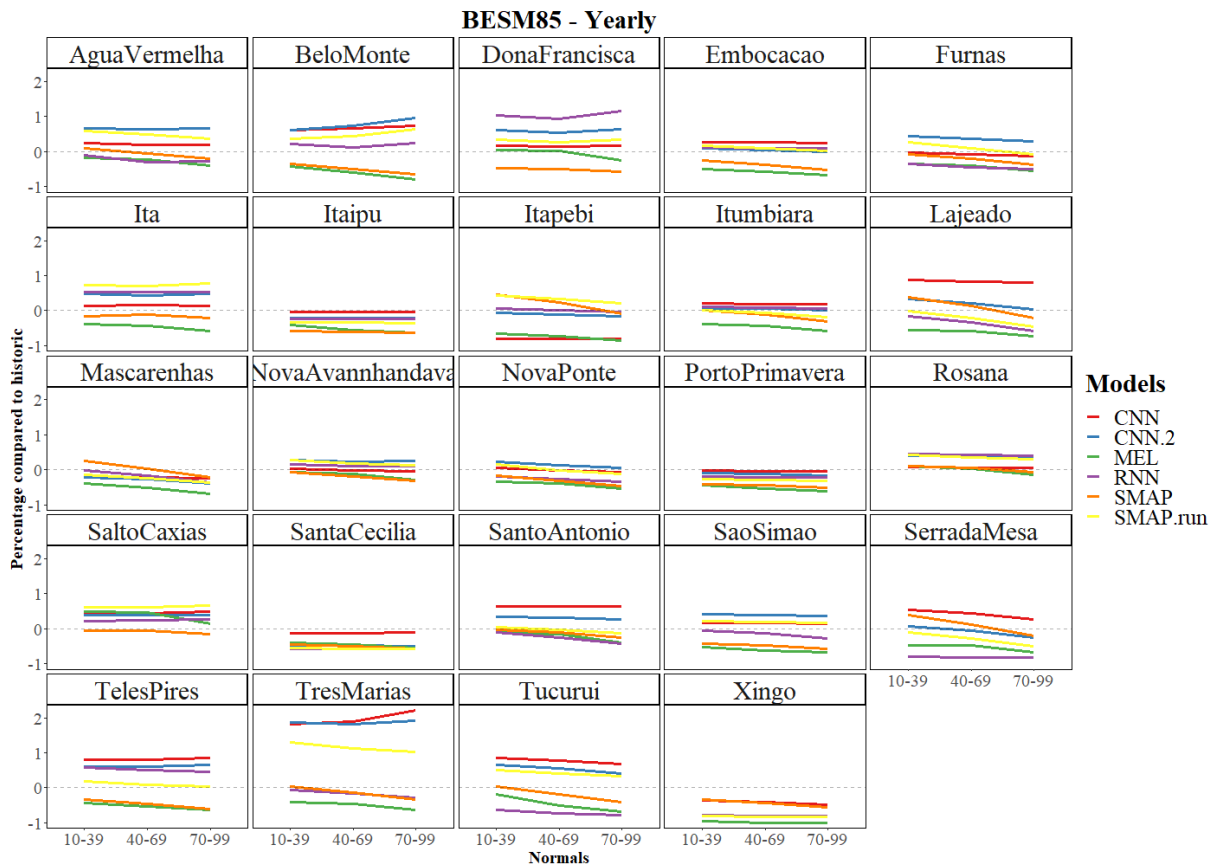 BESM85 - Yearly
AguaVermelha BeloMonte DonaFrancisca Embocacao Furnas
2
1
0
-1
Ita Itaipu Itapebi Itumbiara Lajeado
2
1
0
-1
Mascarenhas NovaAvannhandava NovaPonte PortoPrimavera Rosana
2
1
0
-1
SaltoCaxias SantaCecilia SantoAntonio SaoSimao SerradaMesa
2
1
0
-1
10-39 40-69 70-99
TelesPires TresMarias Tucurui Xingo
2
1
0
-1
10-39 40-69 70-99 10-39 40-69 70-99 10-39 40-69 70-99 10-39 40-69 70-99
Normals
Percentage compared to historic
Models
CNN
CNN.2
MEL
RNN
SMAP
SMAP.run